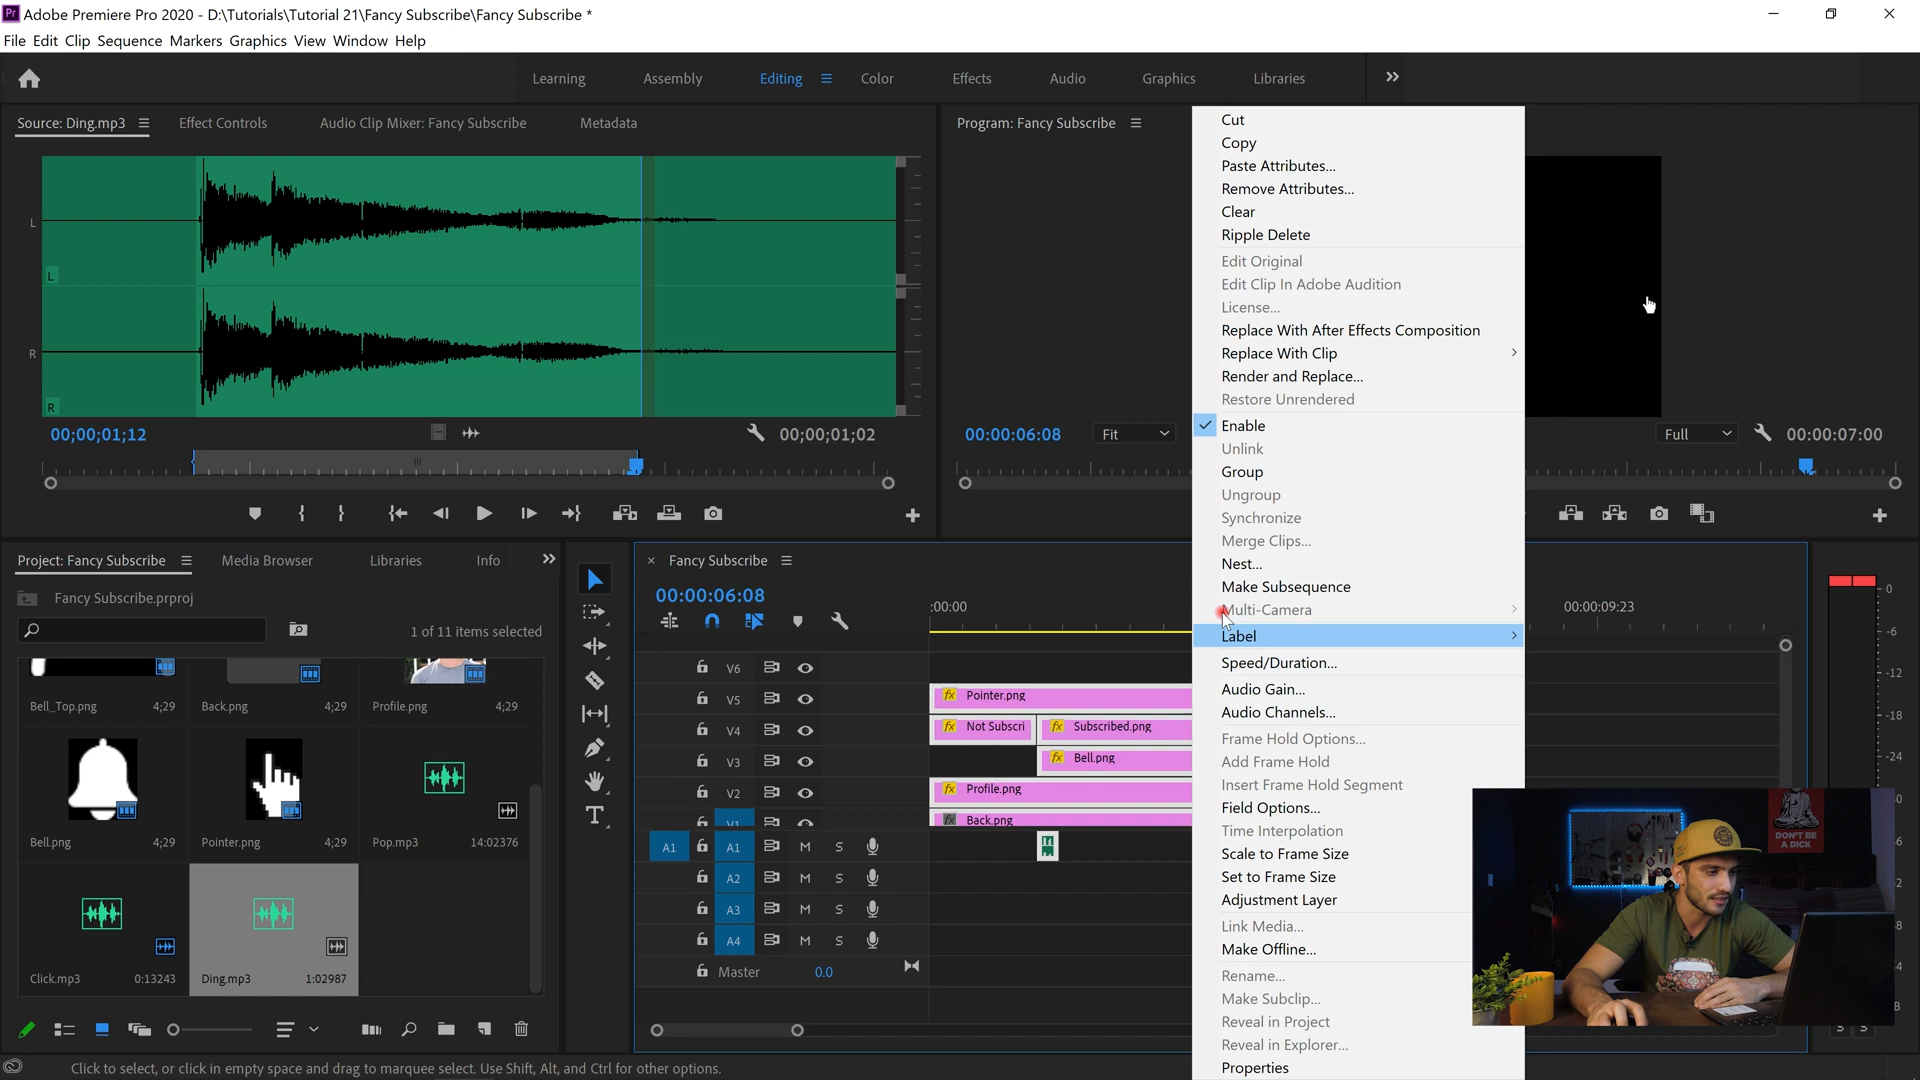 Pr Adobe Premiere Pro 2020 - D:\Tutorials\Tutorial 21\Fancy Subscribe\Fancy Subscribe *
File Edit Clip Sequence Markers Graphics View Window Help
Learning Assembly Editing Color Effects Audio Graphics Libraries
Source: Ding.mp3 Effect Controls Audio Clip Mixer: Fancy Subscribe Metadata
L
L
R
R
00;00;01;12 00;00;01;02
Program: Fancy Subscribe
00:00:06:08 Fit Full 00:00:07:00
Project: Fancy Subscribe Media Browser Libraries Info
Fancy Subscribe.prproj
1 of 11 items selected
Bell_Top.png 4;29 Back.png 4;29 Profile.png 4;29
Bell.png 4;29 Pointer.png 4;29 Pop.mp3 14:02376
Click.mp3 0:13243 Ding.mp3 1:02987
Fancy Subscribe
00:00:06:08
:00:00 00:00:09:23
V6
V5 fx Pointer.png
V4 fx Not Subscri fx Subscribed.png
V3 fx Bell.png
V2 fx Profile.png
V1 fx Back.png
A1 A1 M S
A2 M S
A3 M S
A4 M S
Master 0.0
Cut
Copy
Paste Attributes...
Remove Attributes...
Clear
Ripple Delete
Edit Original
Edit Clip In Adobe Audition
License...
Replace With After Effects Composition
Replace With Clip
Render and Replace...
Restore Unrendered
Enable
Unlink
Group
Ungroup
Synchronize
Merge Clips...
Nest...
Make Subsequence
Multi-Camera
Label
Speed/Duration...
Audio Gain...
Audio Channels...
Frame Hold Options...
Add Frame Hold
Insert Frame Hold Segment
Field Options...
Time Interpolation
Scale to Frame Size
Set to Frame Size
Adjustment Layer
Link Media...
Make Offline...
Rename...
Make Subclip...
Reveal in Project
Reveal in Explorer...
Properties
0
-6
-12
-18
-24
DON'T BE
A DICK
S S
Click to select, or click in empty space and drag to marquee select. Use Shift, Alt, and Ctrl for other options.